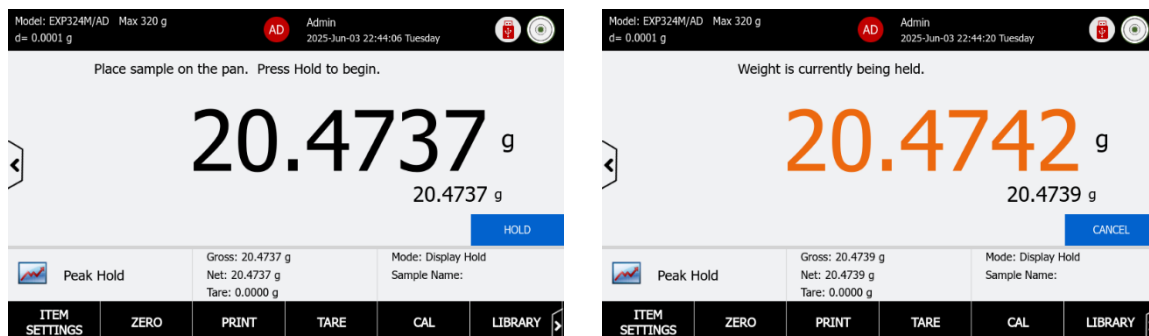 Model: EXP324M/AD Max 320 g
d= 0.0001 g
AD
Admin
2025-Jun-03 22:44:06 Tuesday
Place sample on the pan. Press Hold to begin.
20.4737 g
20.4737 g
HOLD
Peak Hold
Gross: 20.4737 g
Net: 20.4737 g
Tare: 0.0000 g
Mode: Display Hold
Sample Name:
ITEM SETTINGS ZERO PRINT TARE CAL LIBRARY
Model: EXP324M/AD Max 320 g
d= 0.0001 g
AD
Admin
2025-Jun-03 22:44:20 Tuesday
Weight is currently being held.
20.4742 g
20.4739 g
CANCEL
Peak Hold
Gross: 20.4739 g
Net: 20.4739 g
Tare: 0.0000 g
Mode: Display Hold
Sample Name:
ITEM SETTINGS ZERO PRINT TARE CAL LIBRARY